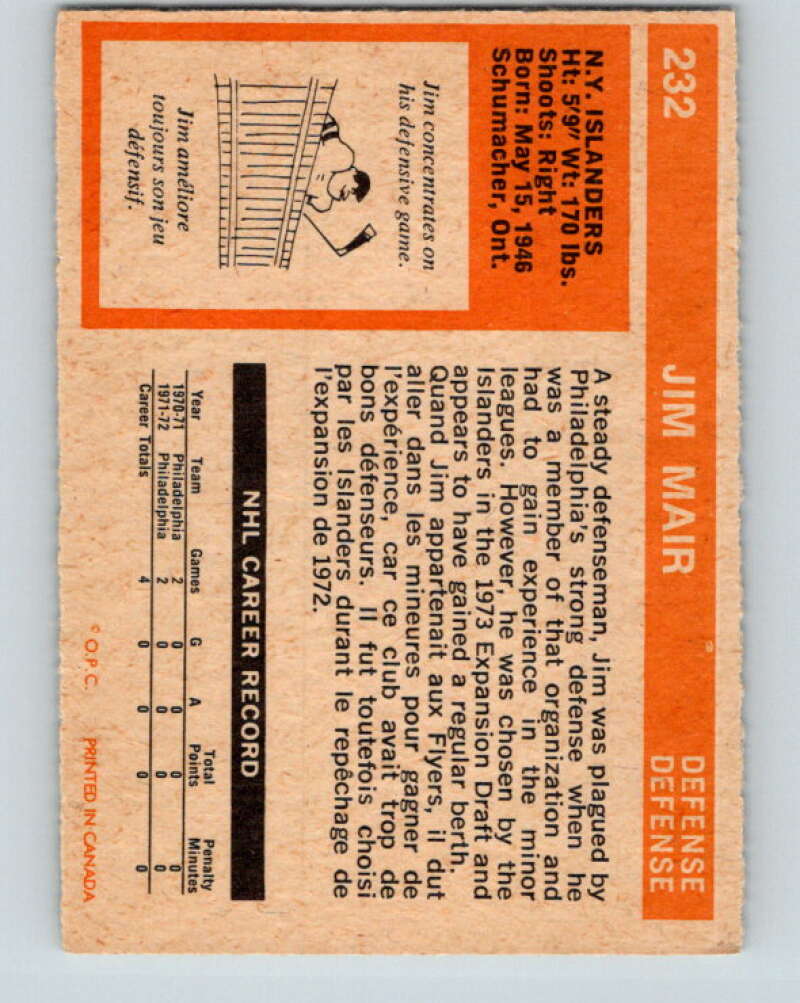 232 JIM MAIR DEFENSE
DEFENSE
N.Y. ISLANDERS
Ht: 5'9" Wt: 170 lbs.
Shoots: Right
Born: May 15, 1946
Schumacher, Ont.
Jim concentrates on
his defensive game.
Jim améliore
toujours son jeu
défensif.
A steady defenseman, Jim was plagued by
Philadelphia's strong defense when he
was a member of that organization and
had to gain experience in the minor
leagues. However, he was chosen by the
Islanders in the 1973 Expansion Draft and
appears to have gained a regular berth.
Quand Jim appartenait aux Flyers, il dut
aller dans les mineures pour gagner de
l'expérience, car ce club avait trop de
bons défenseurs. Il fut toutefois choisi
par les Islanders durant le repêchage de
l'expansion de 1972.
NHL CAREER RECORD
Year Team Games G A Total Points Penalty Minutes
1970-71 Philadelphia 2 0 0 0 0
1971-72 Philadelphia 2 0 0 0 0
Career Totals 4 0 0 0 0
© O.P.C. PRINTED IN CANADA